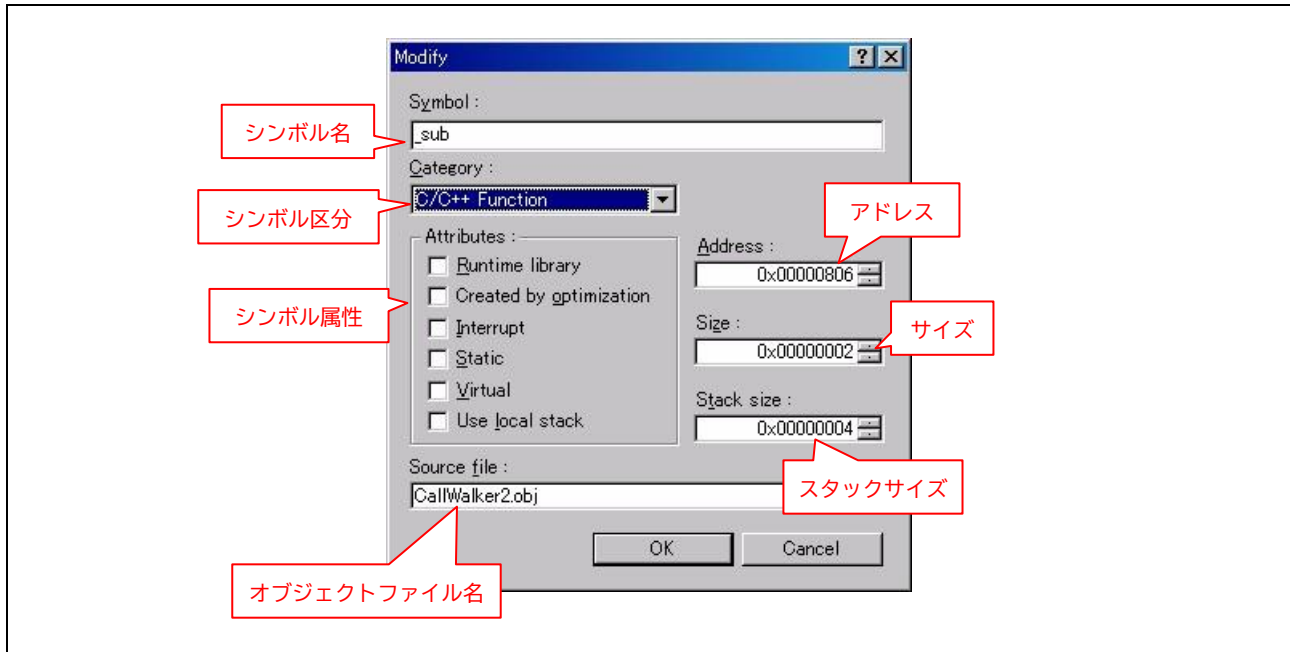 Modify
Symbol :
シンボル名
_sub
Category :
C/C++ Function
シンボル区分
アドレス
Attributes :
Address :
Runtime library
0x00000806
Created by optimization
シンボル属性
Interrupt
Size :
サイズ
Static
0x00000002
Virtual
Stack size :
Use local stack
0x00000004
Source file :
スタックサイズ
CallWalker2.obj
OK
Cancel
オブジェクトファイル名